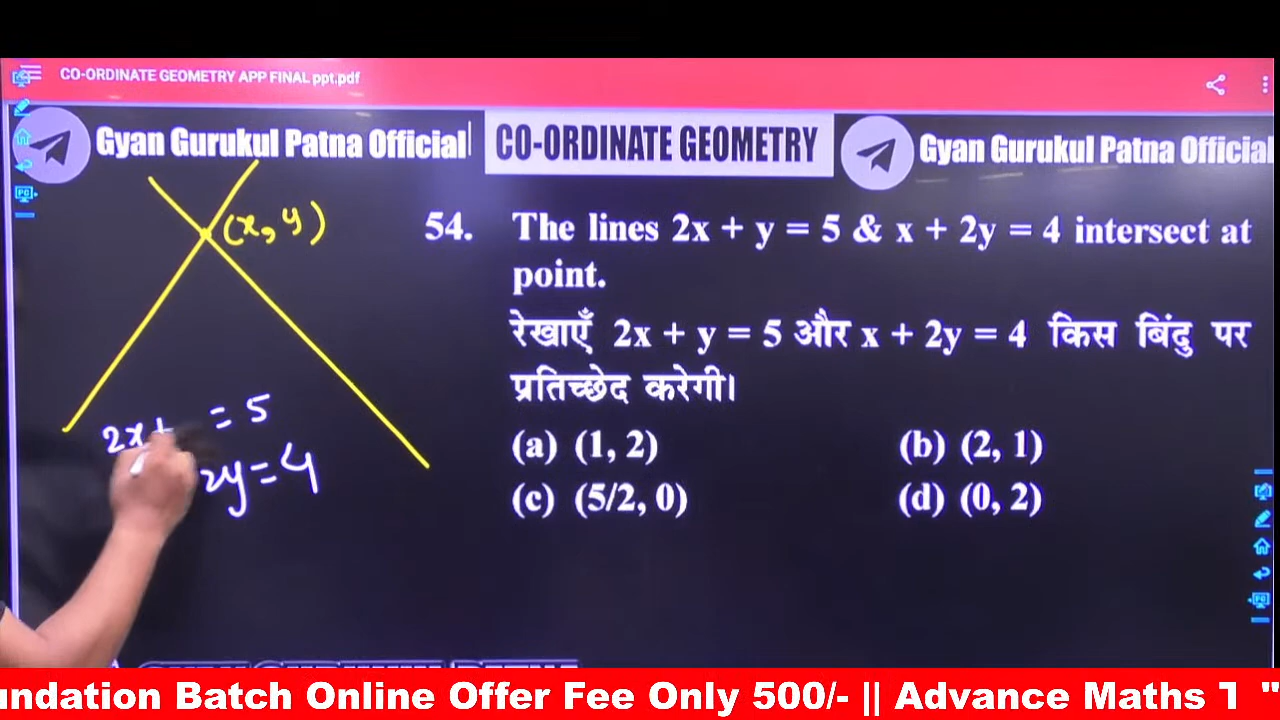 CO-ORDINATE GEOMETRY APP FINAL ppt.pdf
Gyan Gurukul Patna Official
CO-ORDINATE GEOMETRY
Gyan Gurukul Patna Official
(x, y)
54. The lines 2x + y = 5 & x + 2y = 4 intersect at
point.
रेखाएँ 2x + y = 5 और x + 2y = 4 किस बिंदु पर
प्रतिच्छेद करेगी।
(a) (1, 2) (b) (2, 1)
(c) (5/2, 0) (d) (0, 2)
2x+ = 5
2y = 4
undation Batch Online Offer Fee Only 500/- || Advance Maths